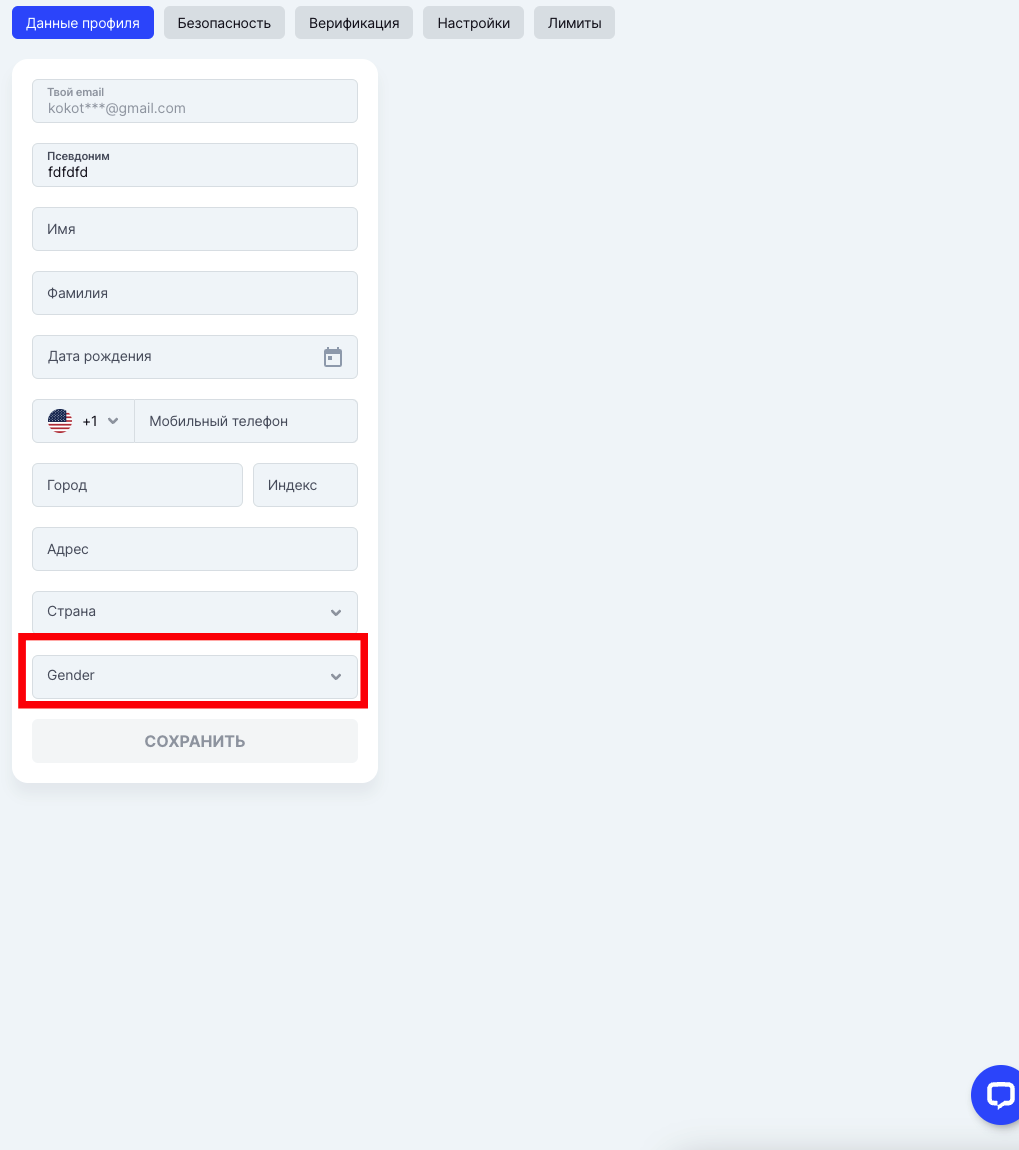 Данные профиля
Безопасность
Верификация
Настройки
Лимиты
Твой email
kokot***@gmail.com
Псевдоним
fdfdfd
Имя
Фамилия
Дата рождения
+1
Мобильный телефон
Город
Индекс
Адрес
Страна
Gender
СОХРАНИТЬ